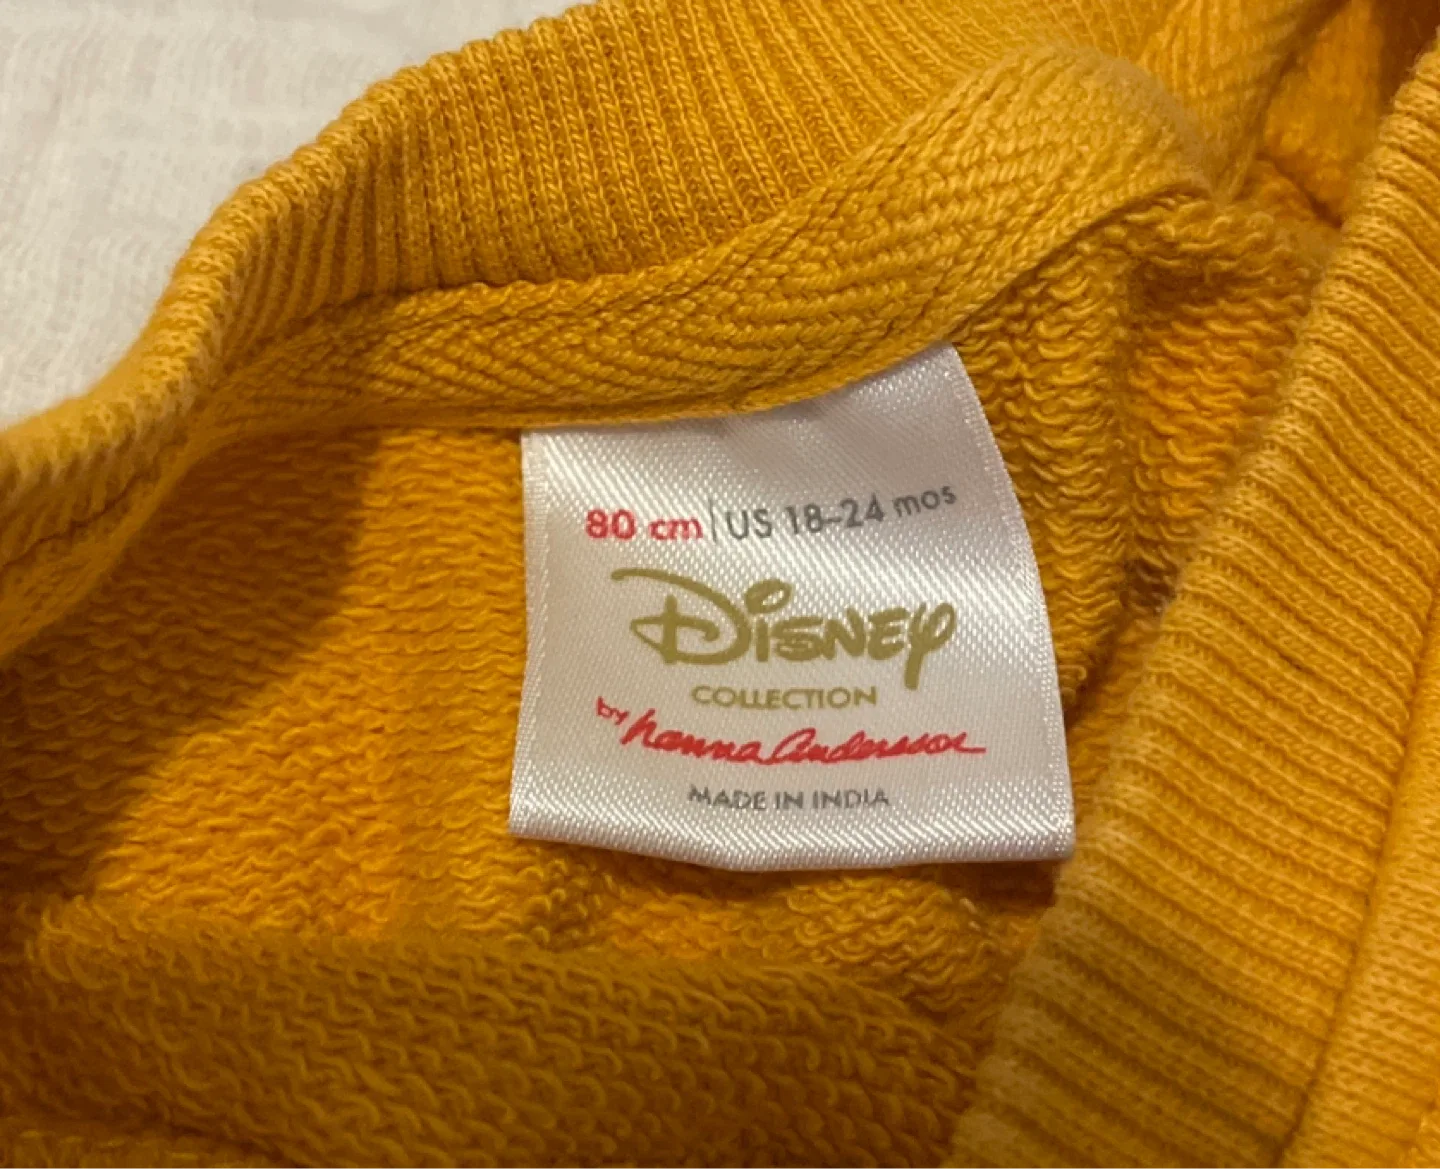 80 cm | US 18-24 mos
Disney
COLLECTION
by hanna Andersson
MADE IN INDIA